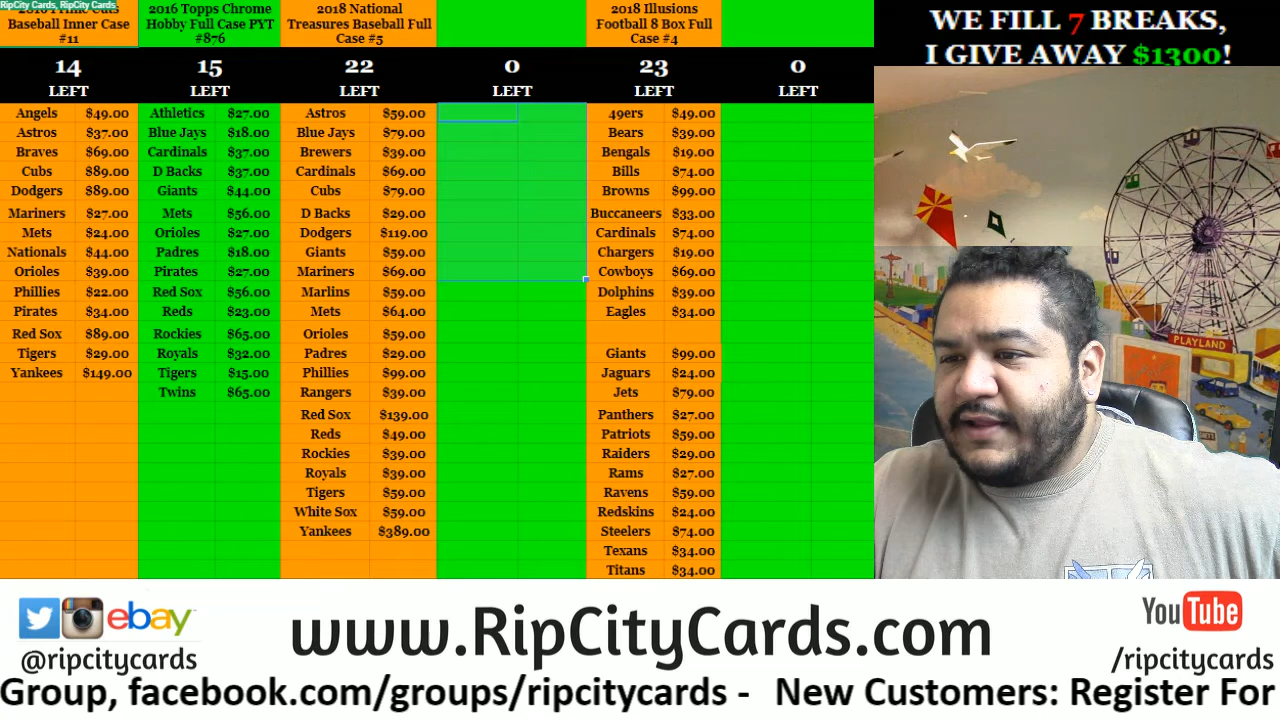 RipCity Cards, RipCity Cards
Baseball Inner Case
#11
2016 Topps Chrome
Hobby Full Case PYT
#876
2018 National
Treasures Baseball Full
Case #5
2018 Illusions
Football 8 Box Full
Case #4
WE FILL 7 BREAKS,
I GIVE AWAY $1300!
14 15 22 0 23 0
LEFT LEFT LEFT LEFT LEFT LEFT
Angels $49.00 Athletics $27.00 Astros $59.00 49ers $49.00
Astros $37.00 Blue Jays $18.00 Blue Jays $79.00 Bears $39.00
Braves $69.00 Cardinals $37.00 Brewers $39.00 Bengals $19.00
Cubs $89.00 D Backs $37.00 Cardinals $69.00 Bills $74.00
Dodgers $89.00 Giants $44.00 Cubs $79.00 Browns $99.00
Mariners $27.00 Mets $56.00 D Backs $29.00 Buccaneers $33.00
Mets $24.00 Orioles $27.00 Dodgers $119.00 Cardinals $74.00
Nationals $44.00 Padres $18.00 Giants $59.00 Chargers $19.00
Orioles $39.00 Pirates $27.00 Mariners $69.00 Cowboys $69.00
Phillies $22.00 Red Sox $56.00 Marlins $59.00 Dolphins $39.00
Pirates $34.00 Reds $23.00 Mets $64.00 Eagles $34.00
Red Sox $89.00 Rockies $65.00 Orioles $59.00
Tigers $29.00 Royals $32.00 Padres $29.00 Giants $99.00
Yankees $149.00 Tigers $15.00 Phillies $99.00 Jaguars $24.00
Twins $65.00 Rangers $39.00 Jets $79.00
Red Sox $139.00 Panthers $27.00
Reds $49.00 Patriots $59.00
Rockies $39.00 Raiders $29.00
Royals $39.00 Rams $27.00
Tigers $59.00 Ravens $59.00
White Sox $59.00 Redskins $24.00
Yankees $389.00 Steelers $74.00
Texans $34.00
Titans $34.00
PLAYLAND
ebay
@ripcitycards
www.RipCityCards.com
YouTube
/ripcitycards
Group, facebook.com/groups/ripcitycards - New Customers: Register For